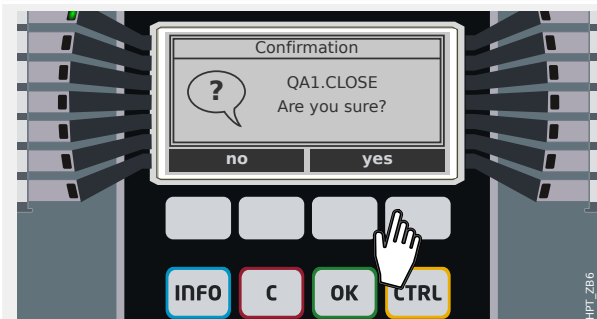 Confirmation
?
QA1.CLOSE
Are you sure?
no yes
INFO C OK CTRL
HPT_ZB6